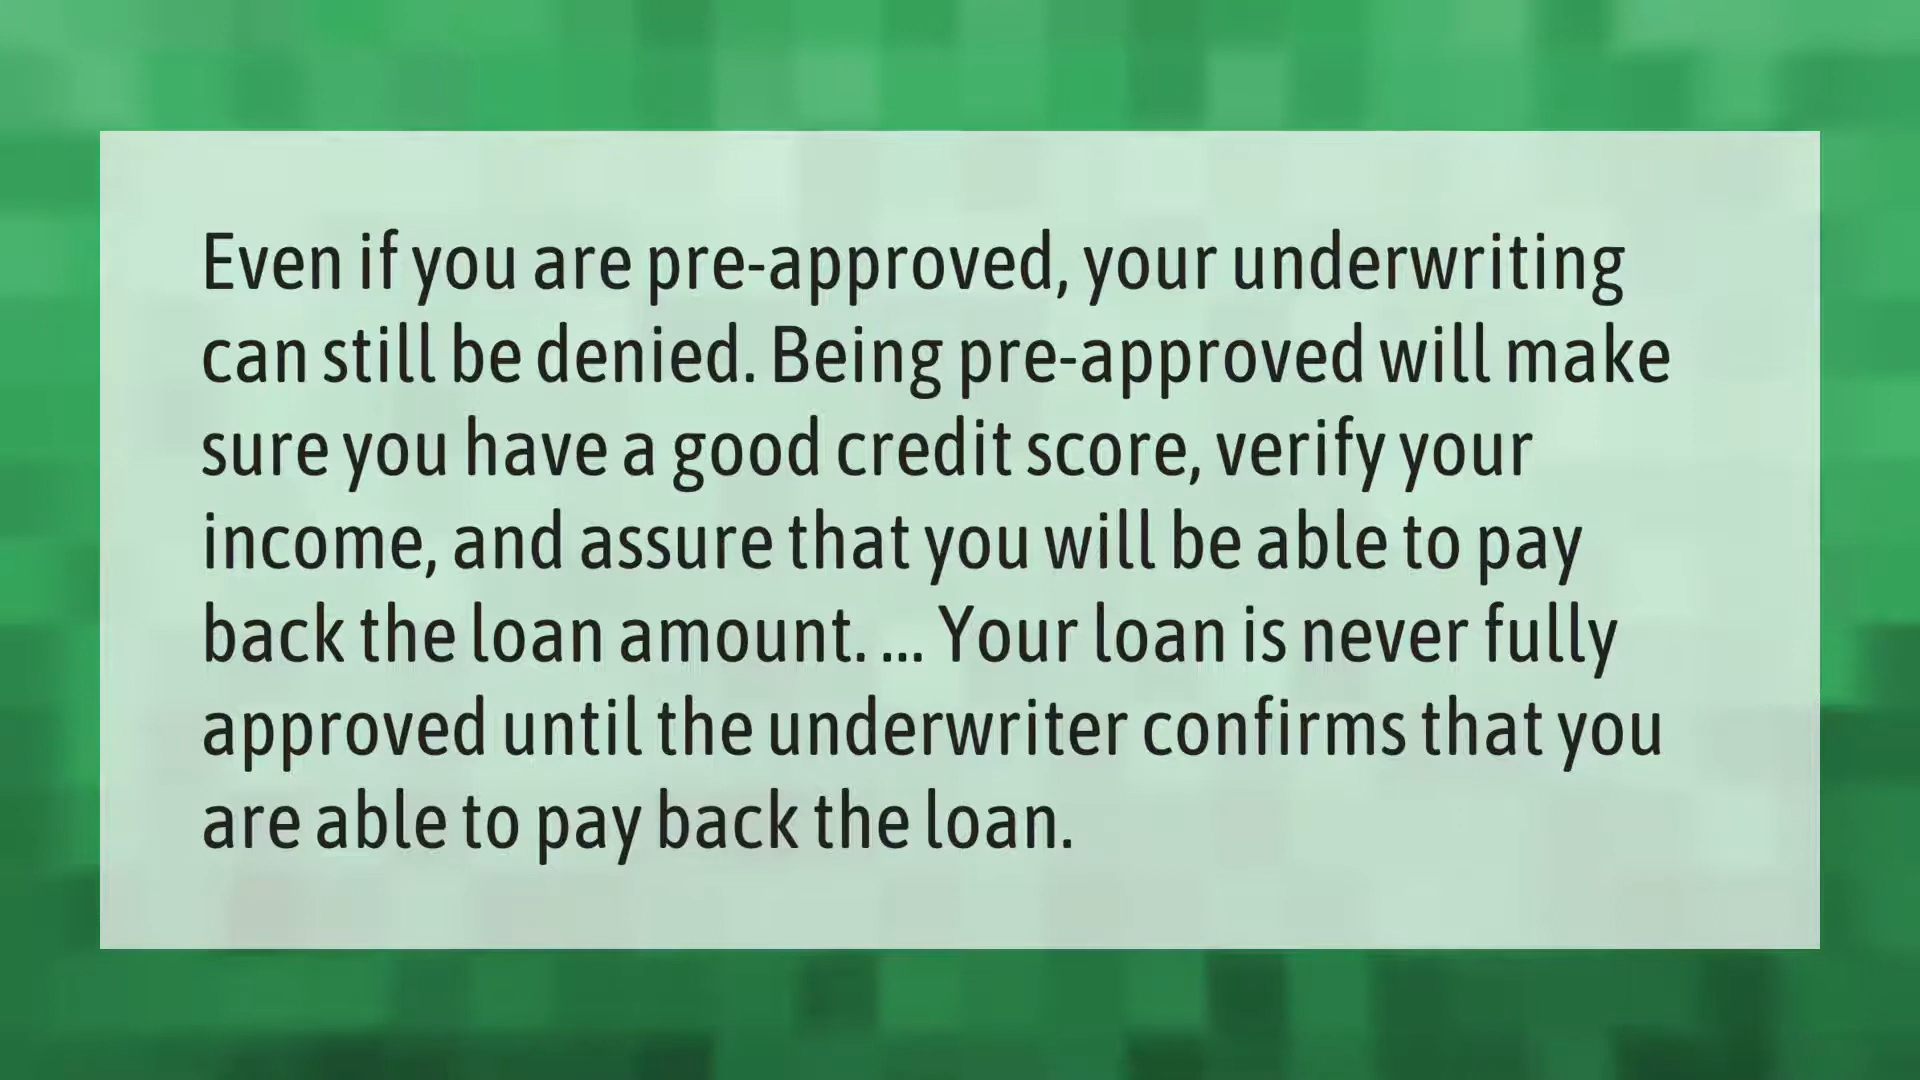 Even if you are pre-approved, your underwriting
can still be denied. Being pre-approved will make
sure you have a good credit score, verify your
income, and assure that you will be able to pay
back the loan amount. ... Your loan is never fully
approved until the underwriter confirms that you
are able to pay back the loan.